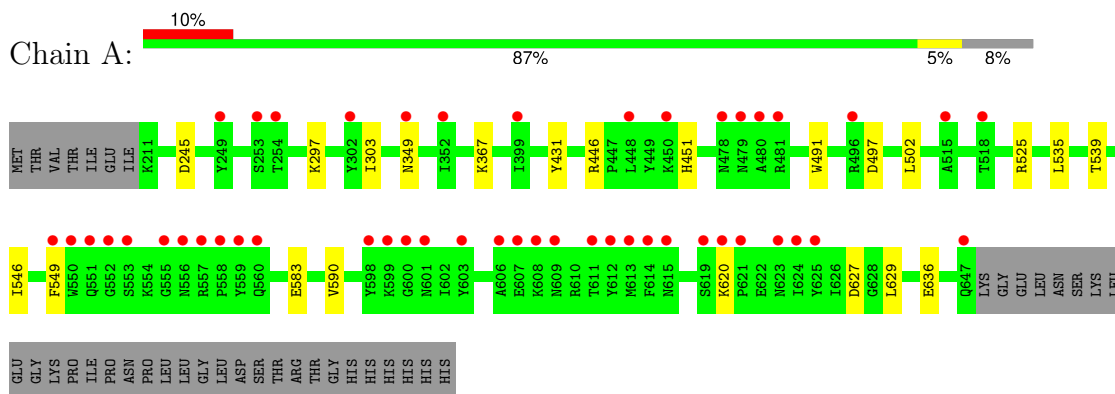 10%
Chain A:
87% 5% 8%
MET THR VAL THR ILE GLU ILE K211 D245 Y249 S253 T254 K297 Y302 I303 N349 I352 K367 I399 Y431 R446 P447 L448 Y449 K450 H451 N478 N479 A480 R481 W491 R496 D497 L502 A515 T518 R525 L535 T539
I546 F549 W550 Q551 G552 S553 K554 G555 N556 R557 P558 Y559 Q560 E583 V590 Y598 K599 G600 N601 I602 Y603 A606 E607 K608 N609 R610 T611 Y612 M613 F614 N615 S619 K620 P621 E622 N623 I624 Y625 I626 D627 G628 L629 E636 Q647 LYS GLY GLU LEU ASN SER LYS LEU
GLU GLY LYS PRO ILE PRO ASN PRO LEU LEU GLY LEU ASP SER THR ARG THR GLY HIS HIS HIS HIS HIS HIS